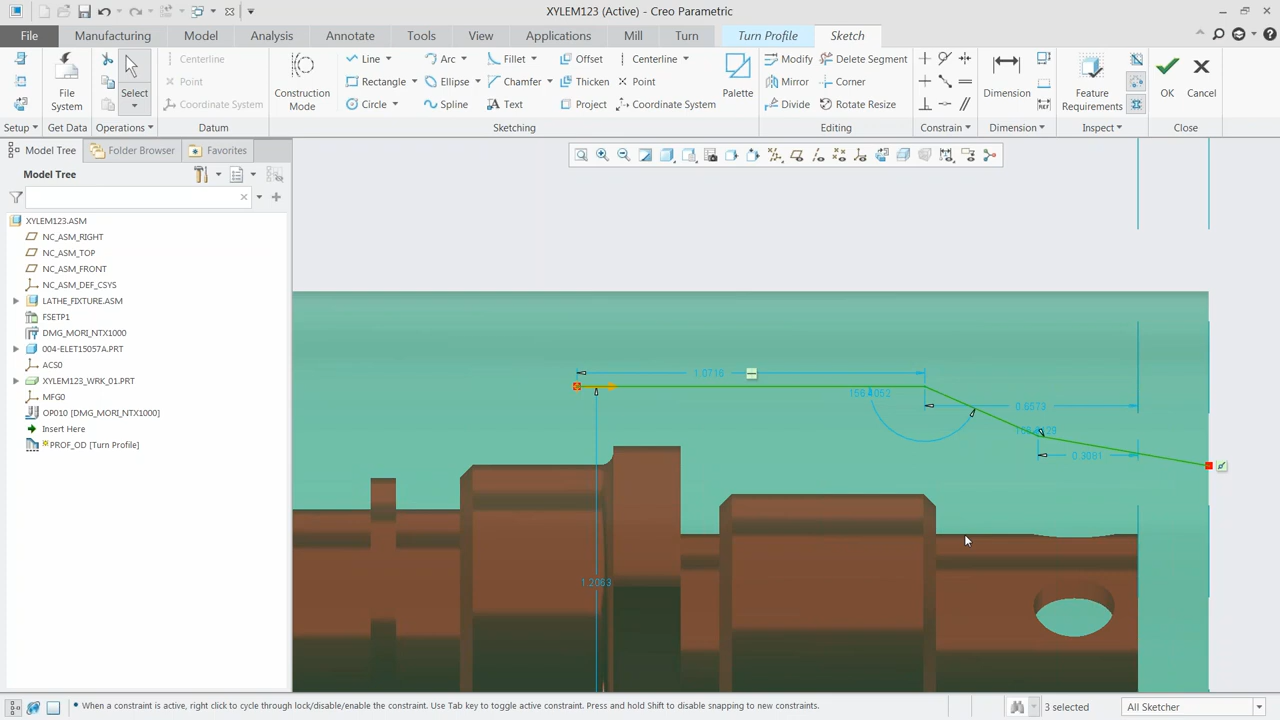 XYLEM123 (Active) - Creo Parametric
File
Manufacturing
Model
Analysis
Annotate
Tools
View
Applications
Mill
Turn
Turn Profile
Sketch
File System
Select
Centerline
Point
Coordinate System
Construction Mode
Line
Arc
Fillet
Offset
Centerline
Rectangle
Ellipse
Chamfer
Thicken
Point
Circle
Spline
Text
Project
Coordinate System
Palette
Modify
Delete Segment
Mirror
Corner
Divide
Rotate Resize
Dimension
Feature Requirements
OK
Cancel
Setup
Get Data
Operations
Datum
Sketching
Editing
Constrain
Dimension
Inspect
Close
Model Tree
Folder Browser
Favorites
Model Tree
XYLEM123.ASM
NC_ASM_RIGHT
NC_ASM_TOP
NC_ASM_FRONT
NC_ASM_DEF_CSYS
LATHE_FIXTURE.ASM
FSETP1
DMG_MORI_NTX1000
004-ELET15057A.PRT
ACS0
XYLEM123_WRK_01.PRT
MFG0
OP010 [DMG_MORI_NTX1000]
Insert Here
PROF_OD [Turn Profile]
1.0716
0.6573
0.3081
1.2063
When a constraint is active, right click to cycle through lock/disable/enable the constraint. Use Tab key to toggle active constraint. Press and hold Shift to disable snapping to new constraints.
3 selected
All Sketcher